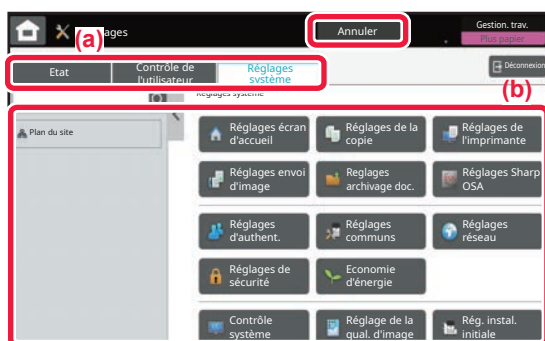 (a)
ages
Annuler
Gestion. trav.
Plus papier
Etat
Contrôle de
l'utilisateur
Réglages
système
Déconnexion
(b)
Réglages système
Plan du site
Réglages écran
d'accueil
Réglages de la
copie
Réglages de
l'imprimante
Réglages envoi
d'image
Reglages
archivage doc.
Réglages Sharp
OSA
Réglages
d'authent.
Réglages
communs
Réglages
réseau
Réglages de
sécurité
Economie
d'énergie
Contrôle
système
Réglage de la
qual. d'image
Rég. instal.
initiale